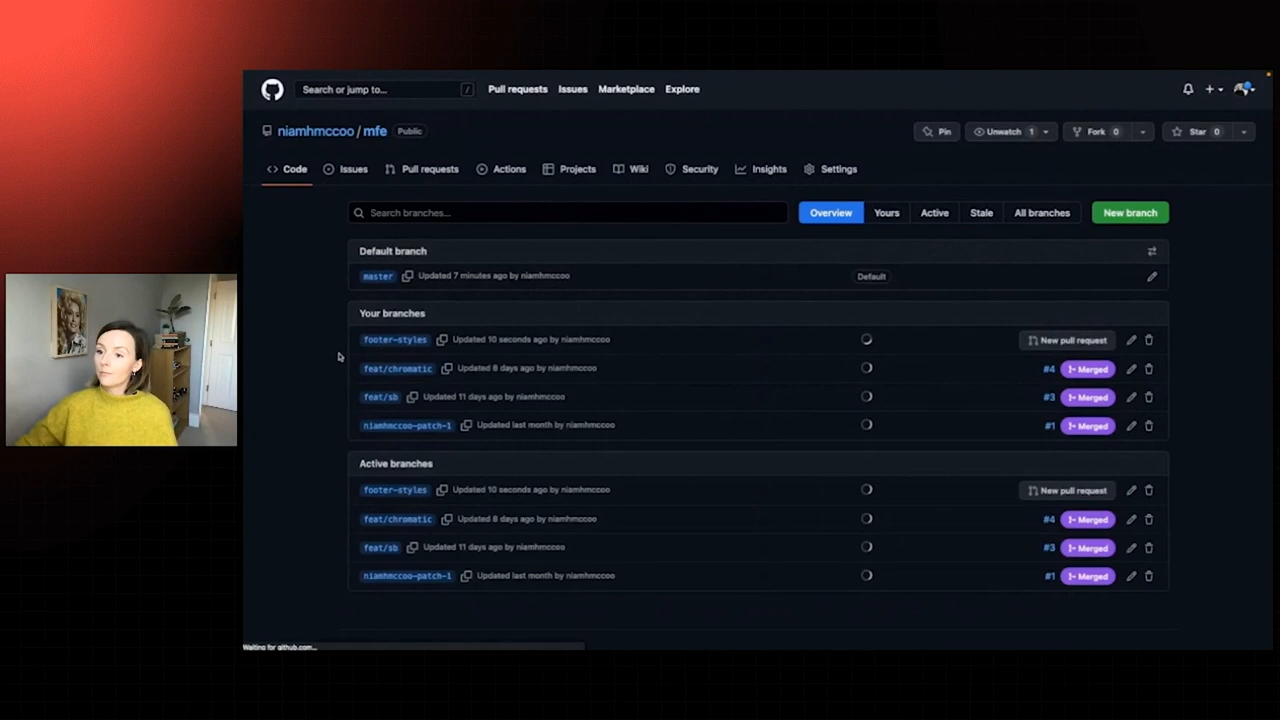 Search or jump to... / Pull requests Issues Marketplace Explore
niamhmccoo / mfe Public Pin Unwatch 1 Fork 0 Star 0
Code Issues Pull requests Actions Projects Wiki Security Insights Settings
Search branches... Overview Yours Active Stale All branches New branch
Default branch
master Updated 7 minutes ago by niamhmccoo Default
Your branches
footer-styles Updated 10 seconds ago by niamhmccoo New pull request
feat/chromatic Updated 8 days ago by niamhmccoo #4 Merged
feat/sb Updated 11 days ago by niamhmccoo #3 Merged
niamhmccoo-patch-1 Updated last month by niamhmccoo #1 Merged
Active branches
footer-styles Updated 10 seconds ago by niamhmccoo New pull request
feat/chromatic Updated 8 days ago by niamhmccoo #4 Merged
feat/sb Updated 11 days ago by niamhmccoo #3 Merged
niamhmccoo-patch-1 Updated last month by niamhmccoo #1 Merged
Waiting for github.com...